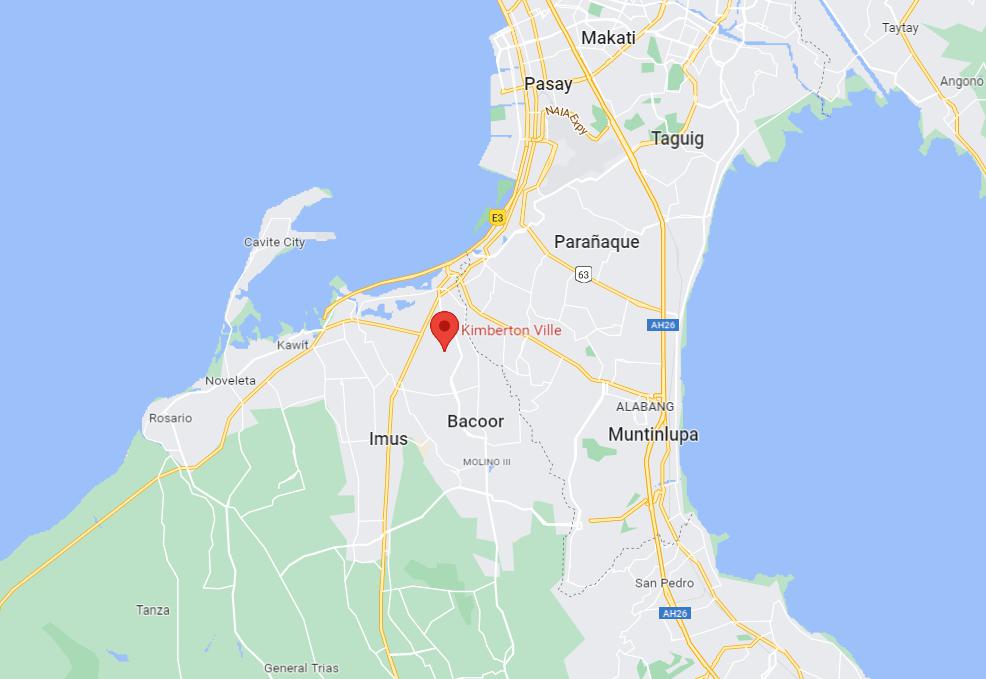 Makati
Taytay
Pasay
Angono
NAIA Expy
Taguig
E3
Cavite City
Parañaque
63
AH26
Kimberton Ville
Kawit
Noveleta
ALABANG
Rosario
Bacoor
Muntinlupa
Imus
MOLINO III
San Pedro
Tanza
AH26
General Trias